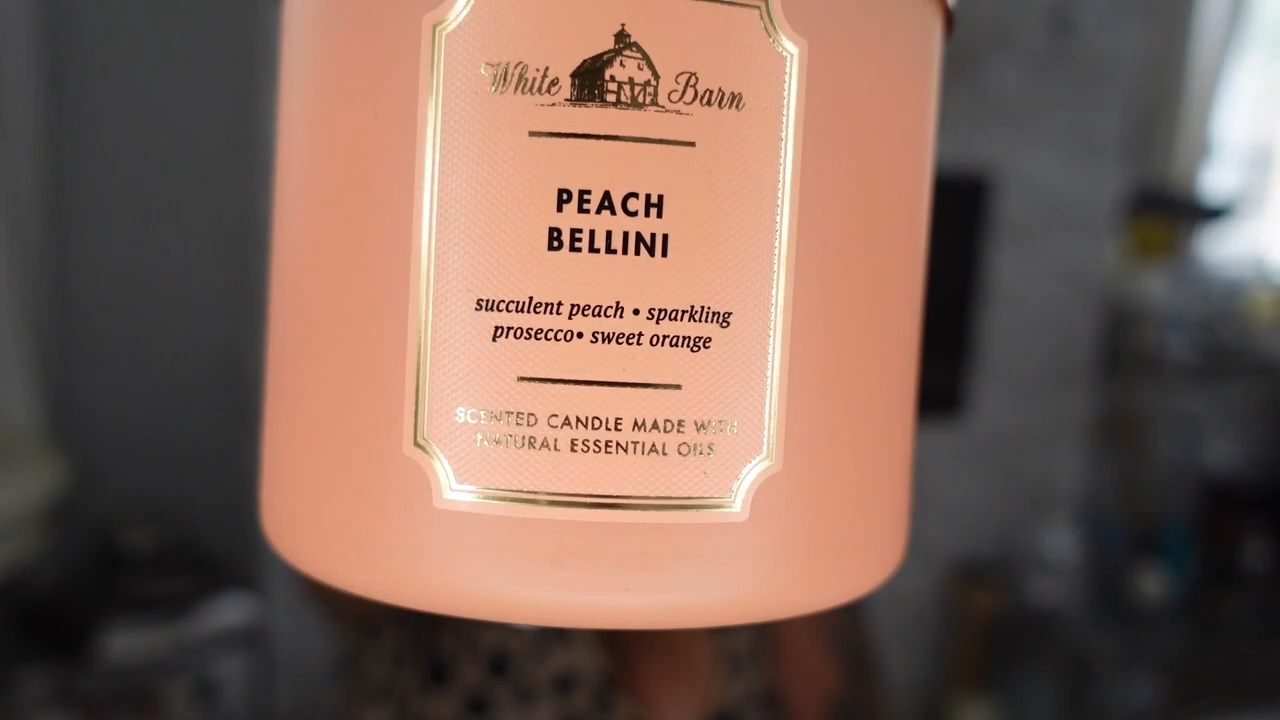 White Barn
PEACH
BELLINI
succulent peach • sparkling
prosecco• sweet orange
SCENTED CANDLE MADE WITH
NATURAL ESSENTIAL OILS